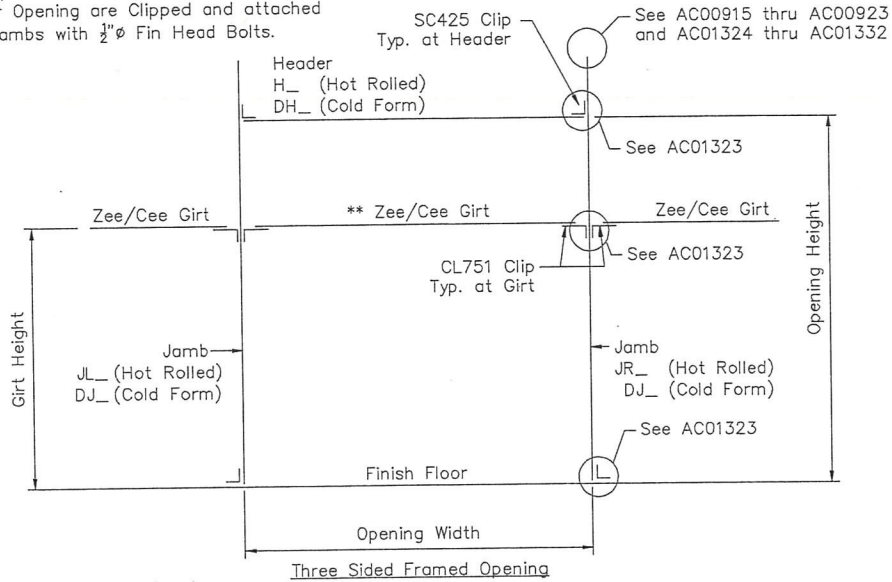 Opening are Clipped and attached
ambs with ½"ø Fin Head Bolts.
SC425 Clip
Typ. at Header
See AC00915 thru AC00923
and AC01324 thru AC01332
Header
H_ (Hot Rolled)
DH_ (Cold Form)
See AC01323
Zee/Cee Girt
** Zee/Cee Girt
Zee/Cee Girt
See AC01323
CL751 Clip
Typ. at Girt
Opening Height
Girt Height
Jamb
JL_ (Hot Rolled)
DJ_ (Cold Form)
Jamb
JR_ (Hot Rolled)
DJ_ (Cold Form)
See AC01323
Finish Floor
Opening Width
Three Sided Framed Opening